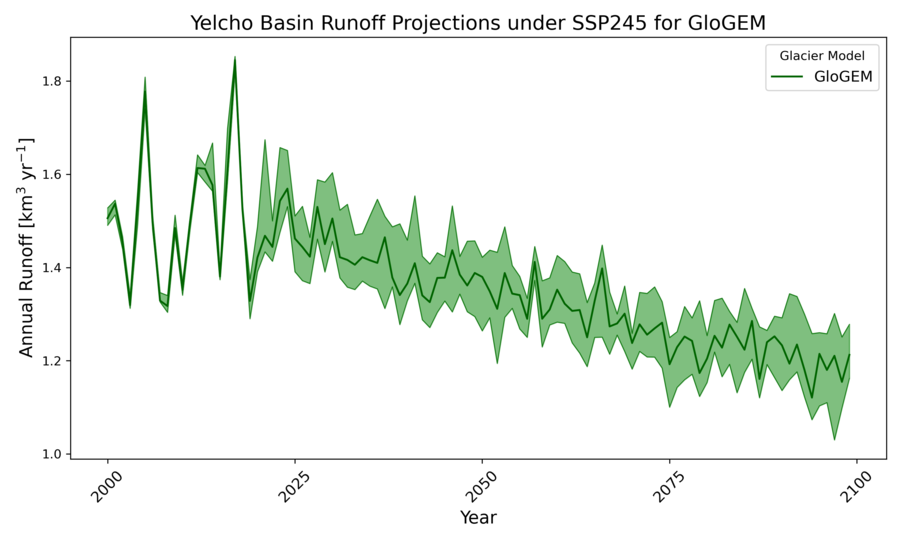 Yelcho Basin Runoff Projections under SSP245 for GloGEM
Glacier Model
GloGEM
Annual Runoff [km³ yr⁻¹]
1.8
1.6
1.4
1.2
1.0
2000
2025
2050
2075
2100
Year